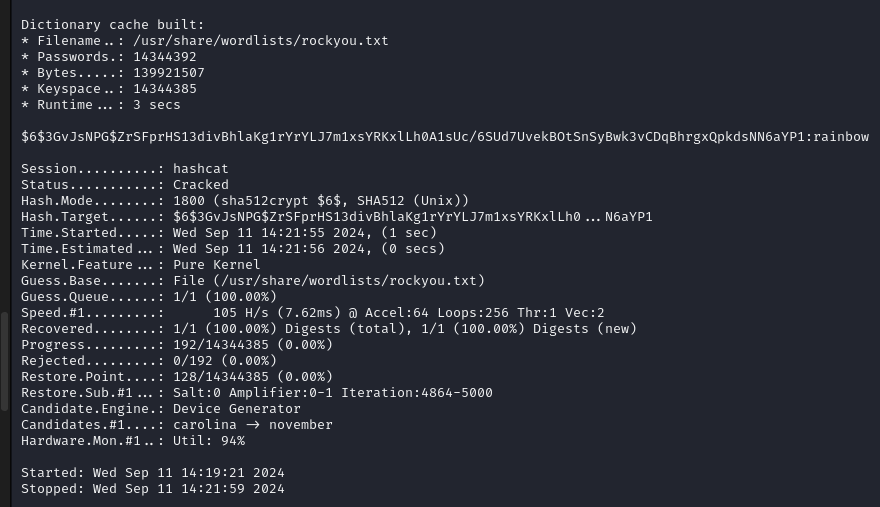 Dictionary cache built:
* Filename..: /usr/share/wordlists/rockyou.txt
* Passwords.: 14344392
* Bytes.....: 139921507
* Keyspace..: 14344385
* Runtime...: 3 secs
$6$3GvJsNPG$ZrSFprHS13divBhlaKg1rYrYLJ7m1xsYRKxlLh0A1sUc/6SUd7UvekBOtSnSyBwk3vCDqBhrgxQpkdsNN6aYP1:rainbow
Session..........: hashcat
Status...........: Cracked
Hash.Mode........: 1800 (sha512crypt $6$, SHA512 (Unix))
Hash.Target......: $6$3GvJsNPG$ZrSFprHS13divBhlaKg1rYrYLJ7m1xsYRKxlLh0...N6aYP1
Time.Started.....: Wed Sep 11 14:21:55 2024, (1 sec)
Time.Estimated...: Wed Sep 11 14:21:56 2024, (0 secs)
Kernel.Feature...: Pure Kernel
Guess.Base.......: File (/usr/share/wordlists/rockyou.txt)
Guess.Queue......: 1/1 (100.00%)
Speed.#1.........:      105 H/s (7.62ms) @ Accel:64 Loops:256 Thr:1 Vec:2
Recovered........: 1/1 (100.00%) Digests (total), 1/1 (100.00%) Digests (new)
Progress.........: 192/14344385 (0.00%)
Rejected.........: 0/192 (0.00%)
Restore.Point....: 128/14344385 (0.00%)
Restore.Sub.#1...: Salt:0 Amplifier:0-1 Iteration:4864-5000
Candidate.Engine.: Device Generator
Candidates.#1....: carolina -> november
Hardware.Mon.#1..: Util: 94%
Started: Wed Sep 11 14:19:21 2024
Stopped: Wed Sep 11 14:21:59 2024